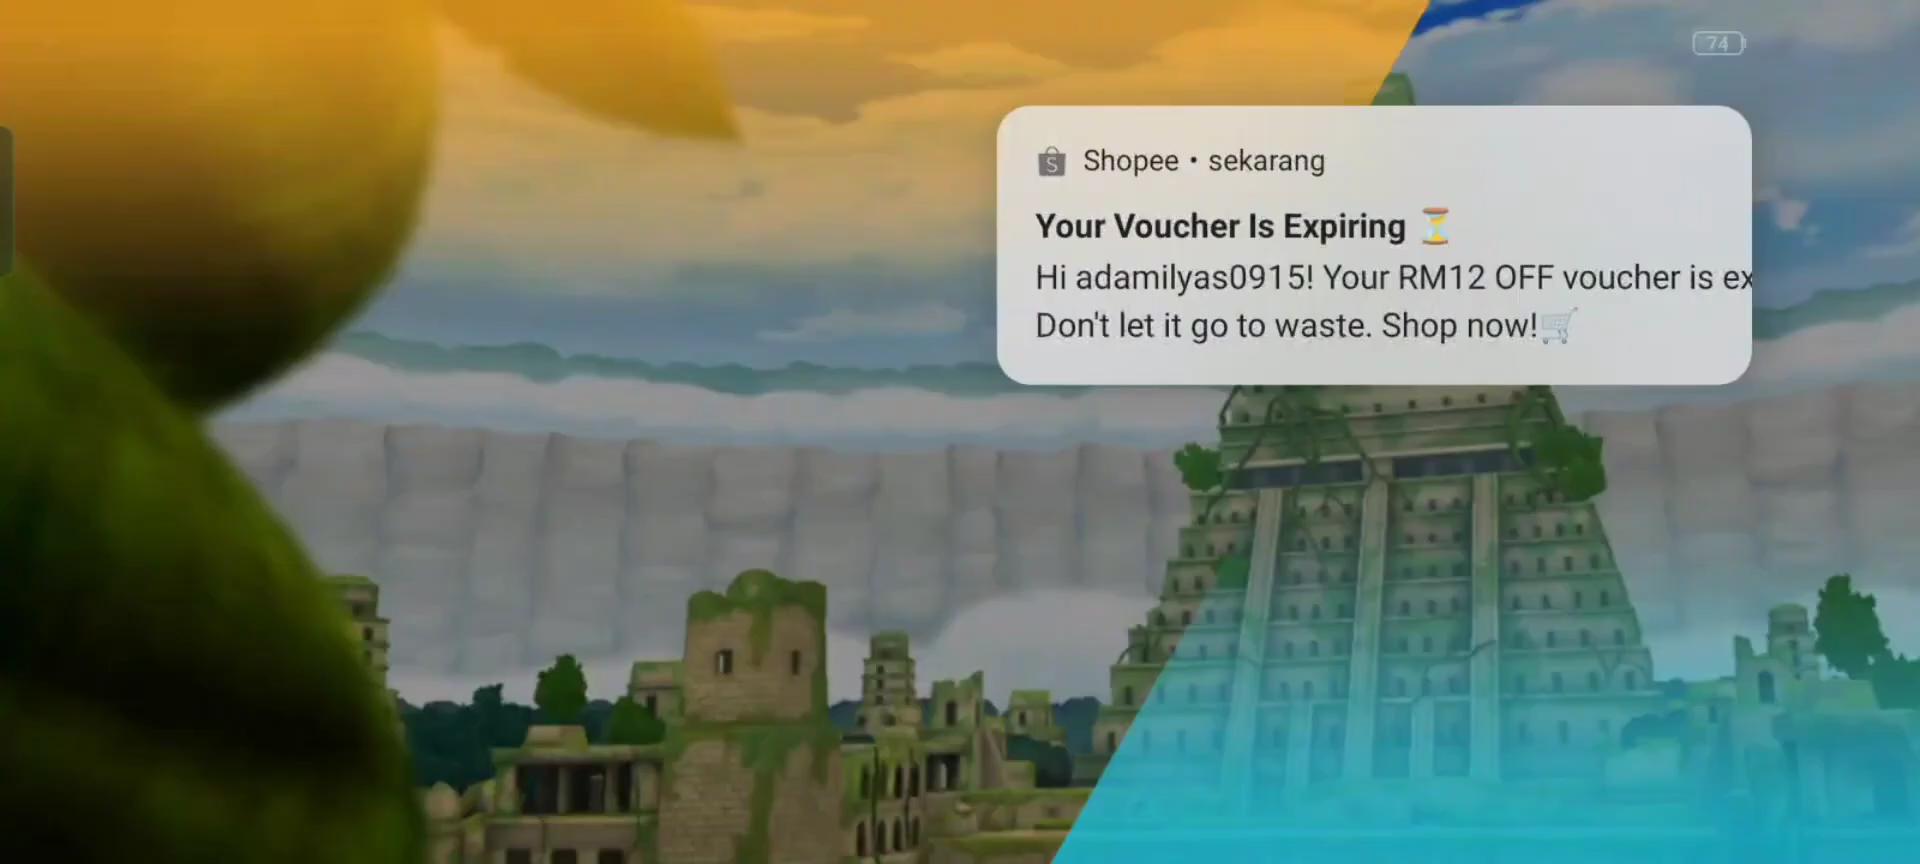 74
Shopee • sekarang
Your Voucher Is Expiring ⏳
Hi adamilyas0915! Your RM12 OFF voucher is ex
Don't let it go to waste. Shop now!🛒